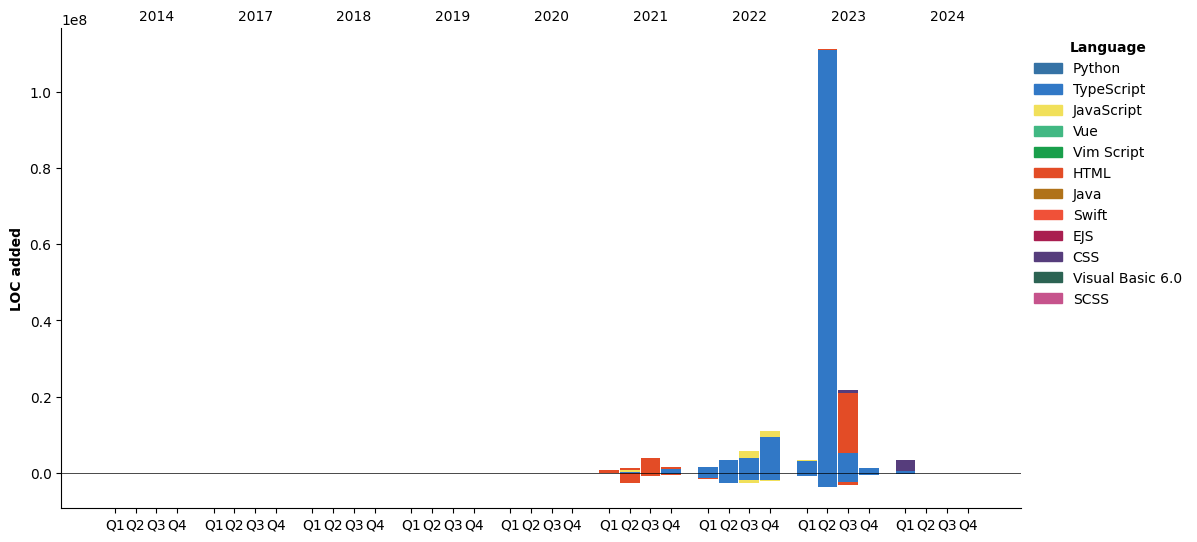 1e8
2014 2017 2018 2019 2020 2021 2022 2023 2024
Language
Python
TypeScript
JavaScript
Vue
Vim Script
HTML
Java
Swift
EJS
CSS
Visual Basic 6.0
SCSS
LOC added
1.0
0.8
0.6
0.4
0.2
0.0
Q1 Q2 Q3 Q4 Q1 Q2 Q3 Q4 Q1 Q2 Q3 Q4 Q1 Q2 Q3 Q4 Q1 Q2 Q3 Q4 Q1 Q2 Q3 Q4 Q1 Q2 Q3 Q4 Q1 Q2 Q3 Q4 Q1 Q2 Q3 Q4